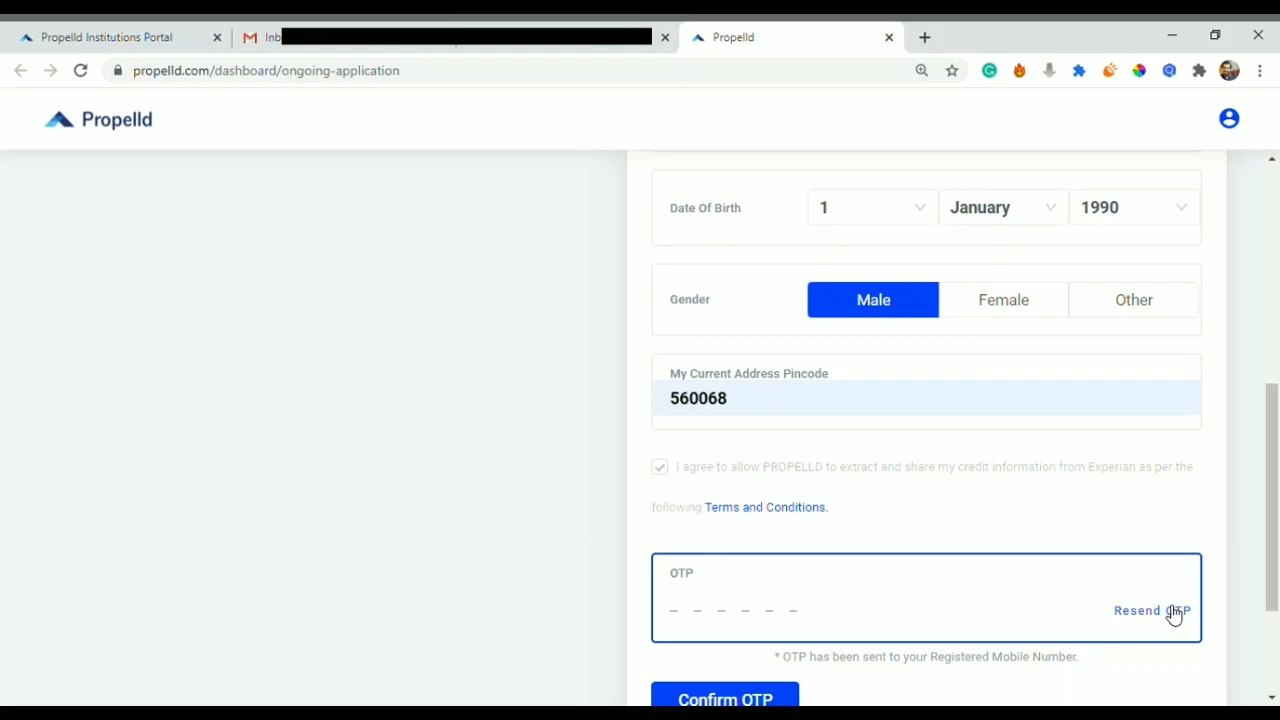 Propelld Institutions Portal
Inb
Propelld
propelld.com/dashboard/ongoing-application
Propelld
Date Of Birth
1
January
1990
Gender
Male
Female
Other
My Current Address Pincode
560068
I agree to allow PROPELLD to extract and share my credit information from Experian as per the
following Terms and Conditions.
OTP
Resend OTP
* OTP has been sent to your Registered Mobile Number.
Confirm OTP